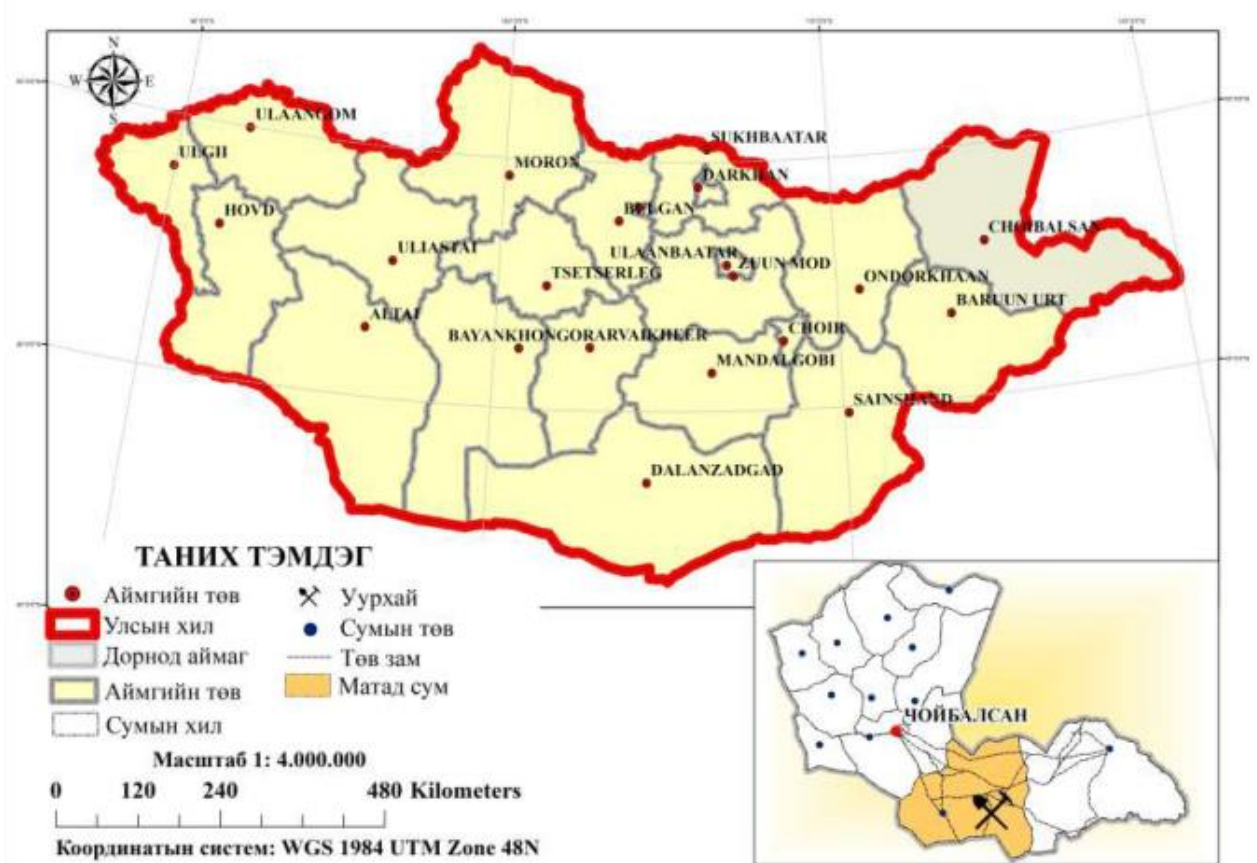 N
W E
S
ULAANGOM
ULGII
SUKHBAATAR
MORON
DARKHAN
HOVD
BULGAN
CHOIBALSAN
ULIASTAI
ULAANBAATAR
ZUUN MOD
TSETSERLEG
ONDORKHAAN
BARUUN URT
ALTAI
BAYANKHONGOR
ARVAIKHEER
CHOIR
MANDALGOBI
SAINSHAND
DALANZADGAD
ТАНИХ ТЭМДЭГ
Аймгийн төв
Уурхай
Улсын хил
Сумын төв
Дорнод аймаг
Төв зам
Аймгийн төв
Матад сум
Сумын хил
Масштаб 1: 4.000.000
0 120 240 480 Kilometers
Координатын систем: WGS 1984 UTM Zone 48N
ЧОЙБАЛСАН